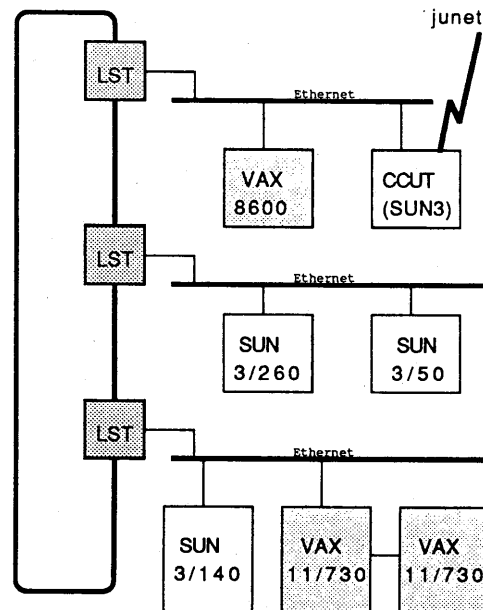 junet
LST
Ethernet
VAX
8600
CCUT
(SUN3)
LST
Ethernet
SUN
3/260
SUN
3/50
LST
Ethernet
SUN
3/140
VAX
11/730
VAX
11/730